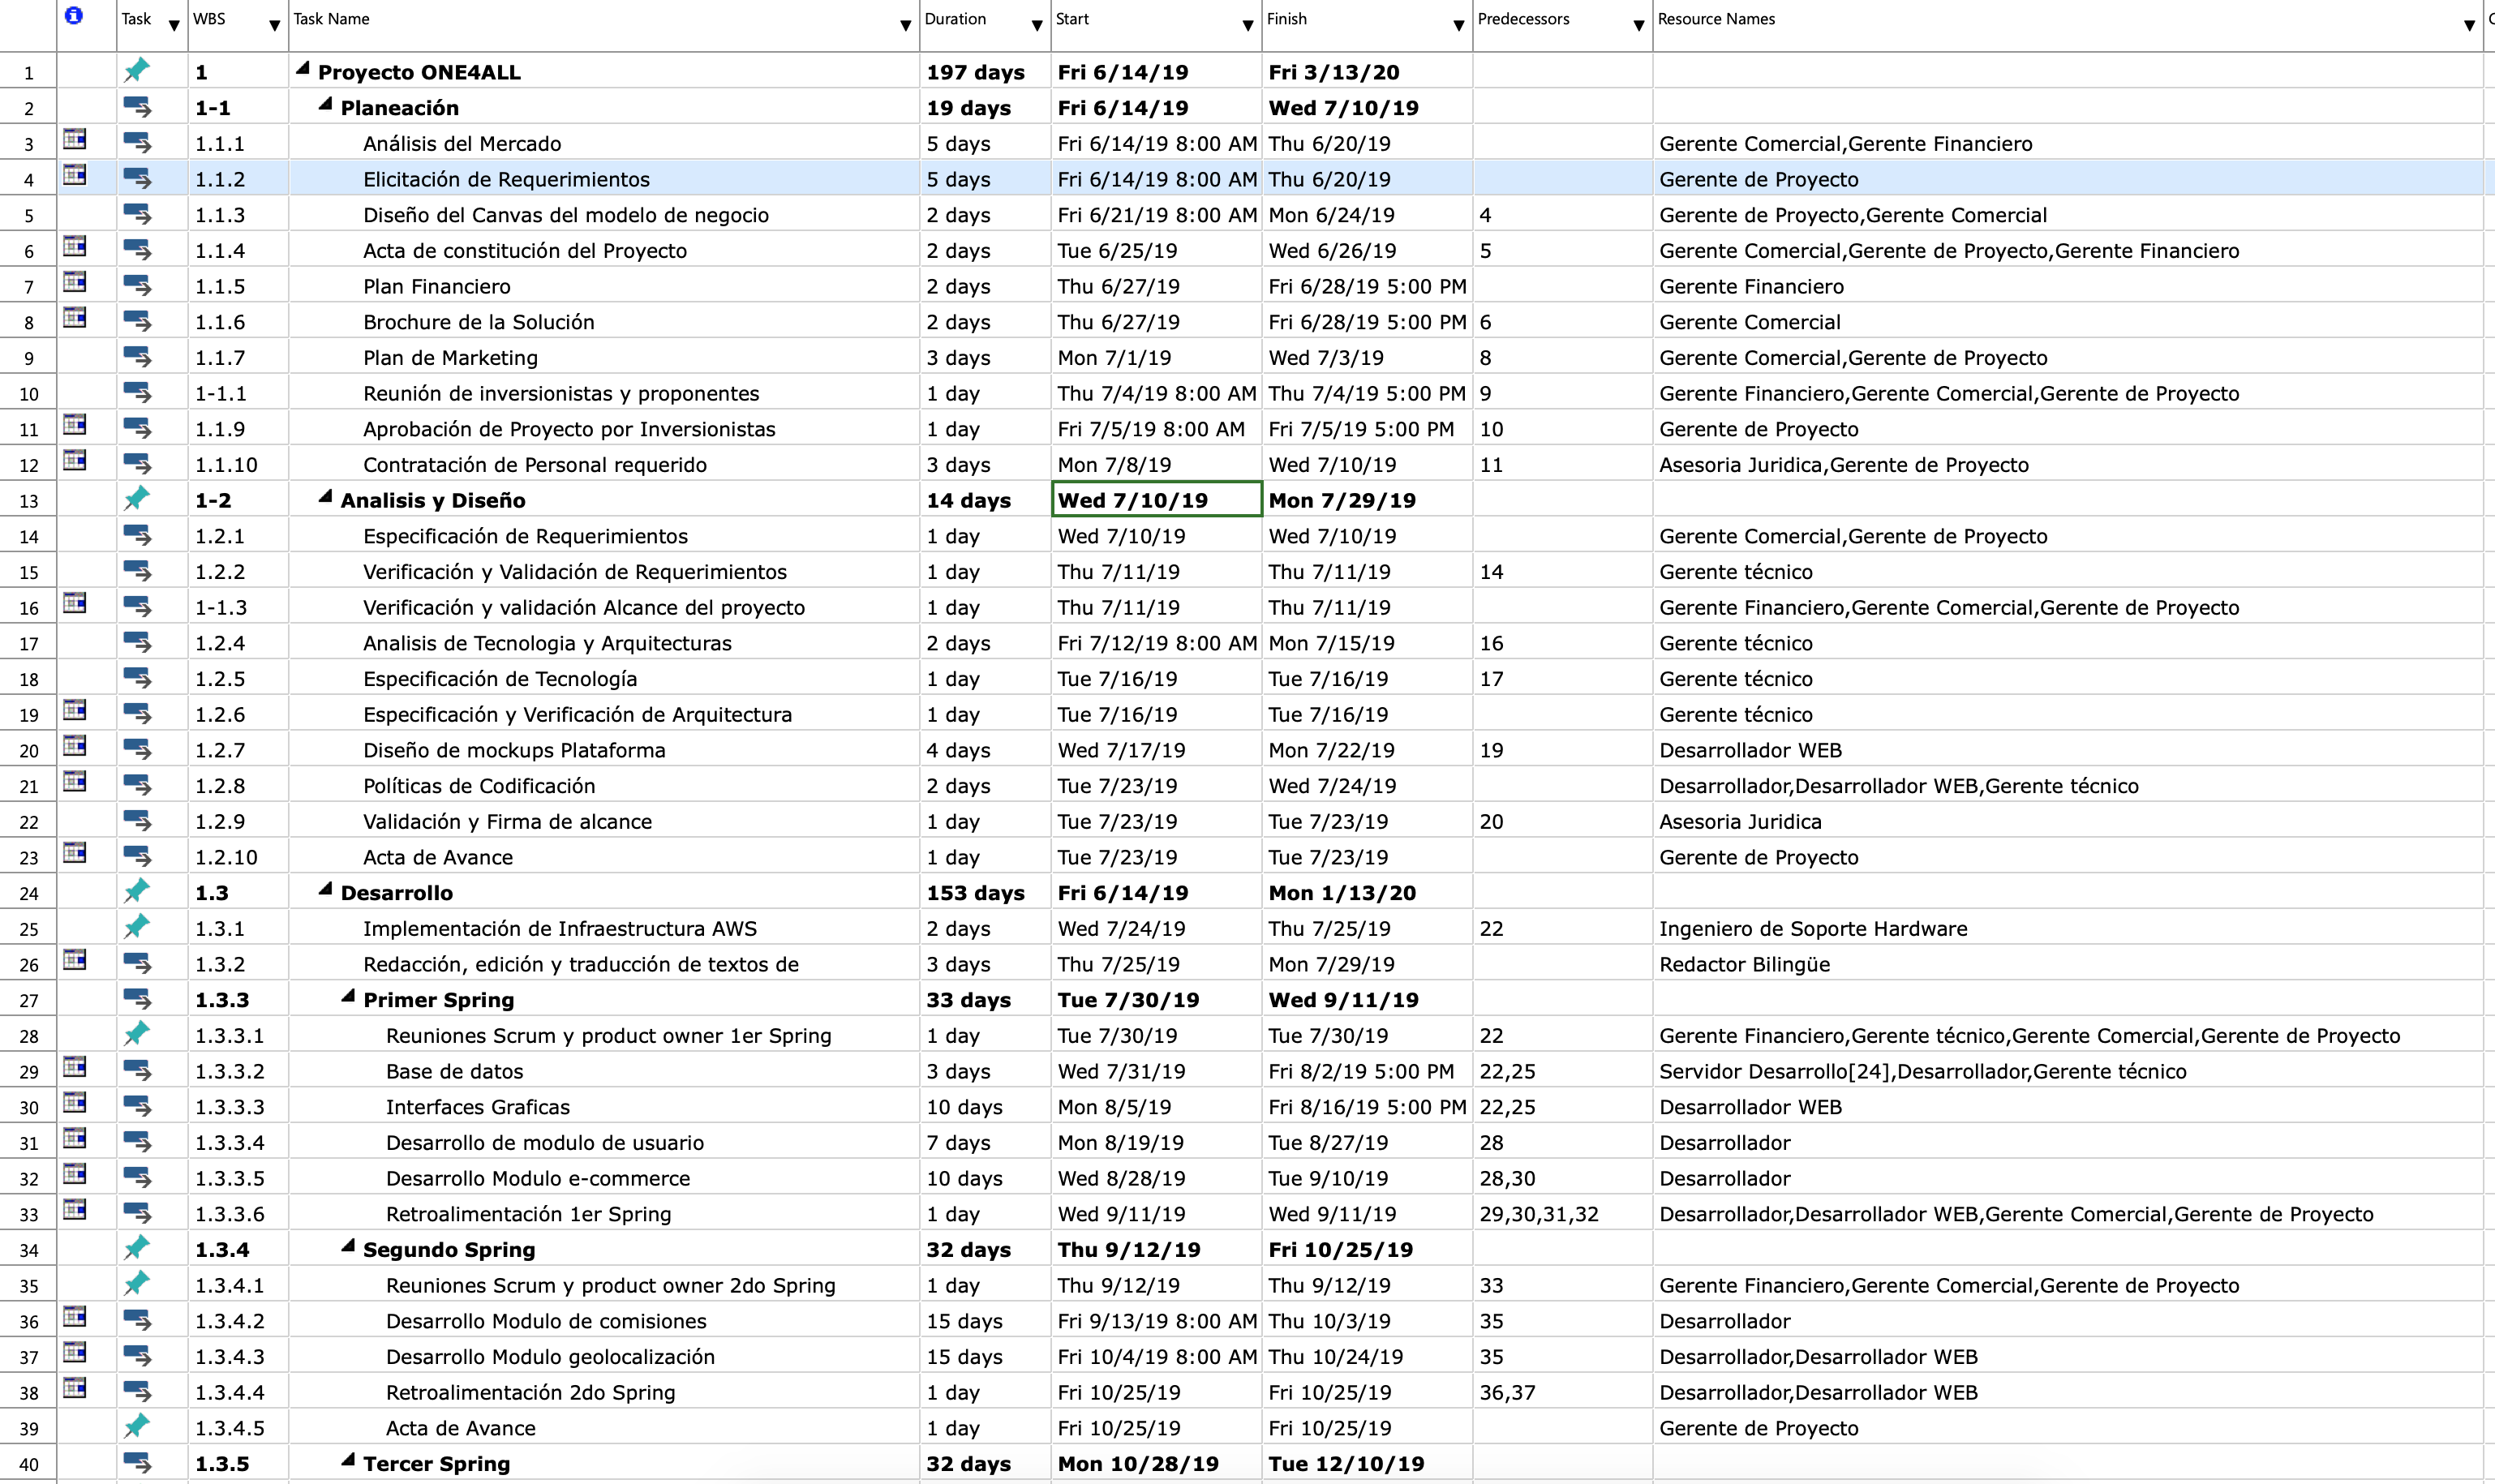 Task WBS Task Name Duration Start Finish Predecessors Resource Names
1 1 Proyecto ONE4ALL 197 days Fri 6/14/19 Fri 3/13/20
2 1-1 Planeación 19 days Fri 6/14/19 Wed 7/10/19
3 1.1.1 Análisis del Mercado 5 days Fri 6/14/19 8:00 AM Thu 6/20/19 Gerente Comercial,Gerente Financiero
4 1.1.2 Elicitación de Requerimientos 5 days Fri 6/14/19 8:00 AM Thu 6/20/19 Gerente de Proyecto
5 1.1.3 Diseño del Canvas del modelo de negocio 2 days Fri 6/21/19 8:00 AM Mon 6/24/19 4 Gerente de Proyecto,Gerente Comercial
6 1.1.4 Acta de constitución del Proyecto 2 days Tue 6/25/19 Wed 6/26/19 5 Gerente Comercial,Gerente de Proyecto,Gerente Financiero
7 1.1.5 Plan Financiero 2 days Thu 6/27/19 Fri 6/28/19 5:00 PM Gerente Financiero
8 1.1.6 Brochure de la Solución 2 days Thu 6/27/19 Fri 6/28/19 5:00 PM 6 Gerente Comercial
9 1.1.7 Plan de Marketing 3 days Mon 7/1/19 Wed 7/3/19 8 Gerente Comercial,Gerente de Proyecto
10 1-1.1 Reunión de inversionistas y proponentes 1 day Thu 7/4/19 8:00 AM Thu 7/4/19 5:00 PM 9 Gerente Financiero,Gerente Comercial,Gerente de Proyecto
11 1.1.9 Aprobación de Proyecto por Inversionistas 1 day Fri 7/5/19 8:00 AM Fri 7/5/19 5:00 PM 10 Gerente de Proyecto
12 1.1.10 Contratación de Personal requerido 3 days Mon 7/8/19 Wed 7/10/19 11 Asesoria Juridica,Gerente de Proyecto
13 1-2 Analisis y Diseño 14 days Wed 7/10/19 Mon 7/29/19
14 1.2.1 Especificación de Requerimientos 1 day Wed 7/10/19 Wed 7/10/19 Gerente Comercial,Gerente de Proyecto
15 1.2.2 Verificación y Validación de Requerimientos 1 day Thu 7/11/19 Thu 7/11/19 14 Gerente técnico
16 1-1.3 Verificación y validación Alcance del proyecto 1 day Thu 7/11/19 Thu 7/11/19 Gerente Financiero,Gerente Comercial,Gerente de Proyecto
17 1.2.4 Analisis de Tecnologia y Arquitecturas 2 days Fri 7/12/19 8:00 AM Mon 7/15/19 16 Gerente técnico
18 1.2.5 Especificación de Tecnología 1 day Tue 7/16/19 Tue 7/16/19 17 Gerente técnico
19 1.2.6 Especificación y Verificación de Arquitectura 1 day Tue 7/16/19 Tue 7/16/19 Gerente técnico
20 1.2.7 Diseño de mockups Plataforma 4 days Wed 7/17/19 Mon 7/22/19 19 Desarrollador WEB
21 1.2.8 Políticas de Codificación 2 days Tue 7/23/19 Wed 7/24/19 Desarrollador,Desarrollador WEB,Gerente técnico
22 1.2.9 Validación y Firma de alcance 1 day Tue 7/23/19 Tue 7/23/19 20 Asesoria Juridica
23 1.2.10 Acta de Avance 1 day Tue 7/23/19 Tue 7/23/19 Gerente de Proyecto
24 1.3 Desarrollo 153 days Fri 6/14/19 Mon 1/13/20
25 1.3.1 Implementación de Infraestructura AWS 2 days Wed 7/24/19 Thu 7/25/19 22 Ingeniero de Soporte Hardware
26 1.3.2 Redacción, edición y traducción de textos de 3 days Thu 7/25/19 Mon 7/29/19 Redactor Bilingüe
27 1.3.3 Primer Spring 33 days Tue 7/30/19 Wed 9/11/19
28 1.3.3.1 Reuniones Scrum y product owner 1er Spring 1 day Tue 7/30/19 Tue 7/30/19 22 Gerente Financiero,Gerente técnico,Gerente Comercial,Gerente de Proyecto
29 1.3.3.2 Base de datos 3 days Wed 7/31/19 Fri 8/2/19 5:00 PM 22,25 Servidor Desarrollo[24],Desarrollador,Gerente técnico
30 1.3.3.3 Interfaces Graficas 10 days Mon 8/5/19 Fri 8/16/19 5:00 PM 22,25 Desarrollador WEB
31 1.3.3.4 Desarrollo de modulo de usuario 7 days Mon 8/19/19 Tue 8/27/19 28 Desarrollador
32 1.3.3.5 Desarrollo Modulo e-commerce 10 days Wed 8/28/19 Tue 9/10/19 28,30 Desarrollador
33 1.3.3.6 Retroalimentación 1er Spring 1 day Wed 9/11/19 Wed 9/11/19 29,30,31,32 Desarrollador,Desarrollador WEB,Gerente Comercial,Gerente de Proyecto
34 1.3.4 Segundo Spring 32 days Thu 9/12/19 Fri 10/25/19
35 1.3.4.1 Reuniones Scrum y product owner 2do Spring 1 day Thu 9/12/19 Thu 9/12/19 33 Gerente Financiero,Gerente Comercial,Gerente de Proyecto
36 1.3.4.2 Desarrollo Modulo de comisiones 15 days Fri 9/13/19 8:00 AM Thu 10/3/19 35 Desarrollador
37 1.3.4.3 Desarrollo Modulo geolocalización 15 days Fri 10/4/19 8:00 AM Thu 10/24/19 35 Desarrollador,Desarrollador WEB
38 1.3.4.4 Retroalimentación 2do Spring 1 day Fri 10/25/19 Fri 10/25/19 36,37 Desarrollador,Desarrollador WEB
39 1.3.4.5 Acta de Avance 1 day Fri 10/25/19 Fri 10/25/19 Gerente de Proyecto
40 1.3.5 Tercer Spring 32 days Mon 10/28/19 Tue 12/10/19